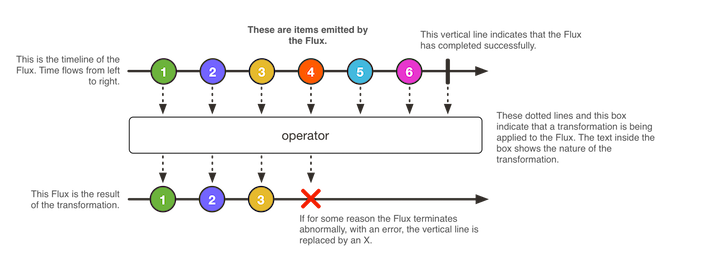 These are items emitted by
the Flux.
This vertical line indicates that the Flux
has completed successfully.
This is the timeline of the
Flux. Time flows from left
to right.
1 2 3 4 5 6
These dotted lines and this box
indicate that a transformation is being
applied to the Flux. The text inside the
box shows the nature of the
transformation.
operator
This Flux is the result
of the transformation.
1 2 3
If for some reason the Flux terminates
abnormally, with an error, the vertical line is
replaced by an X.